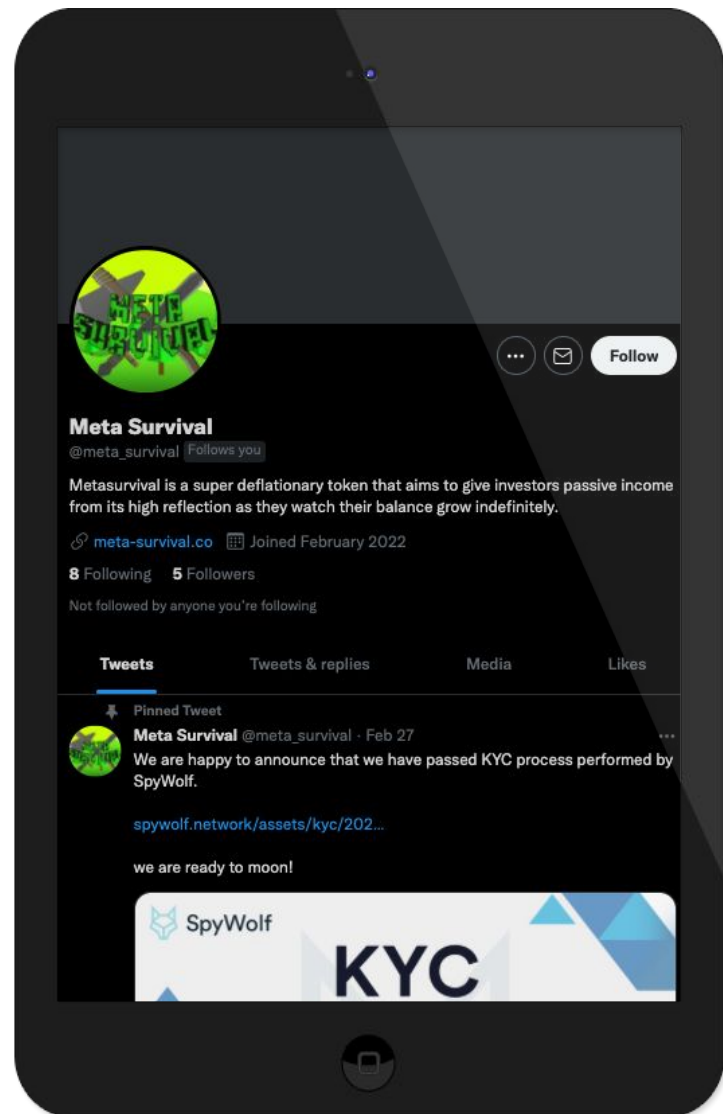 META
SURVIVAL
Follow
Meta Survival
@meta_survival Follows you
Metasurvival is a super deflationary token that aims to give investors passive income
from its high reflection as they watch their balance grow indefinitely.
meta-survival.co Joined February 2022
8 Following 5 Followers
Not followed by anyone you're following
Tweets Tweets & replies Media Likes
Pinned Tweet
Meta Survival @meta_survival · Feb 27
We are happy to announce that we have passed KYC process performed by
SpyWolf.
spywolf.network/assets/kyc/202...
we are ready to moon!
SpyWolf
KYC